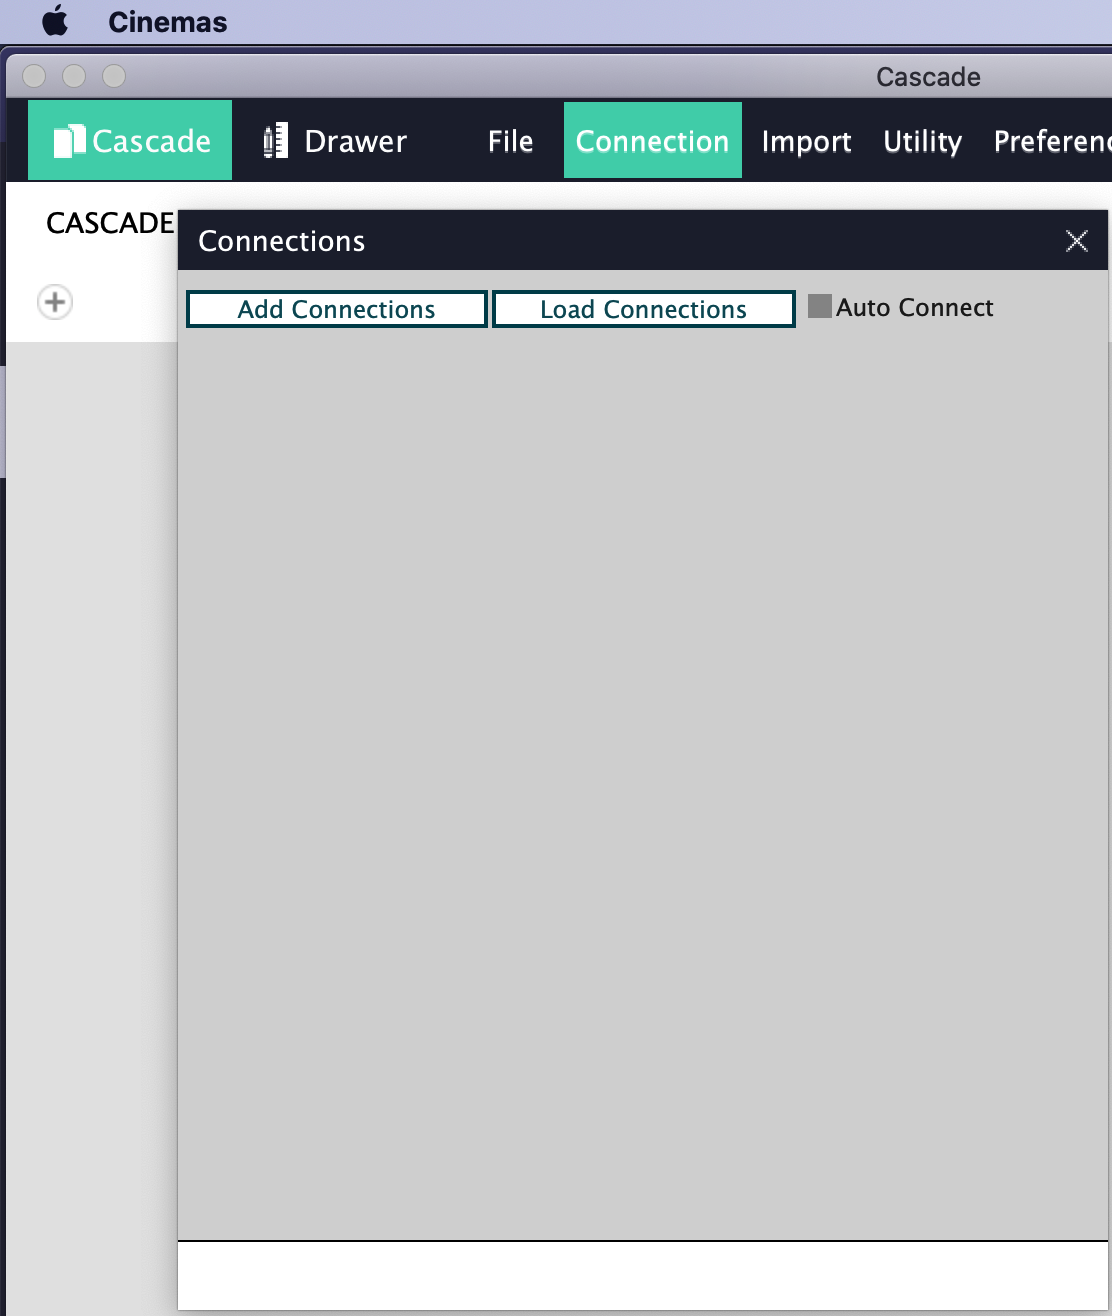 Cinemas
Cascade
Cascade Drawer File Connection Import Utility Preferenc
CASCADE
Connections
Add Connections Load Connections Auto Connect